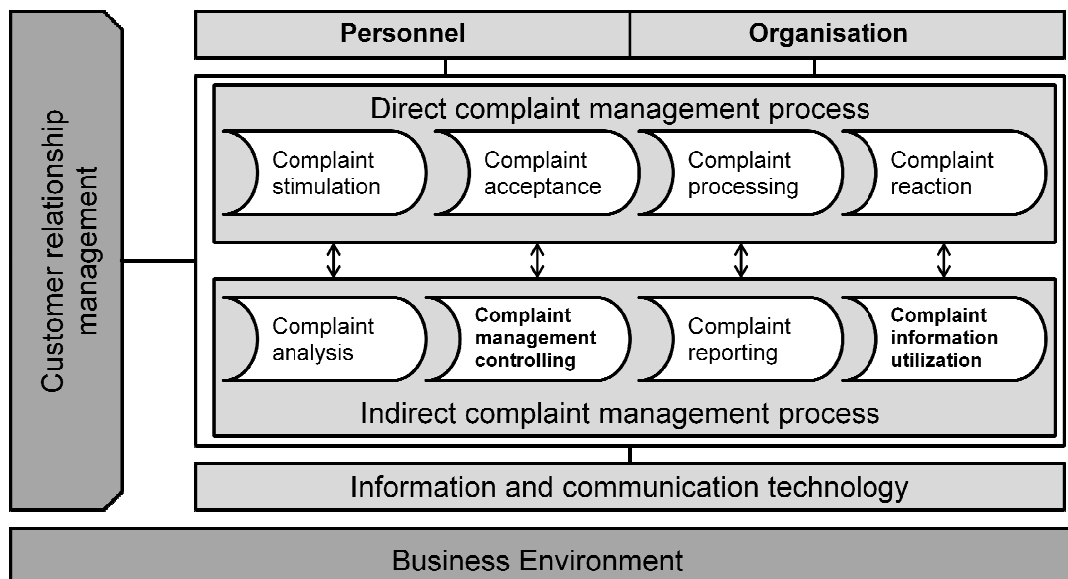 Customer relationship
management
Personnel
Organisation
Direct complaint management process
Complaint
stimulation
Complaint
acceptance
Complaint
processing
Complaint
reaction
Complaint
analysis
Complaint
management
controlling
Complaint
reporting
Complaint
information
utilization
Indirect complaint management process
Information and communication technology
Business Environment